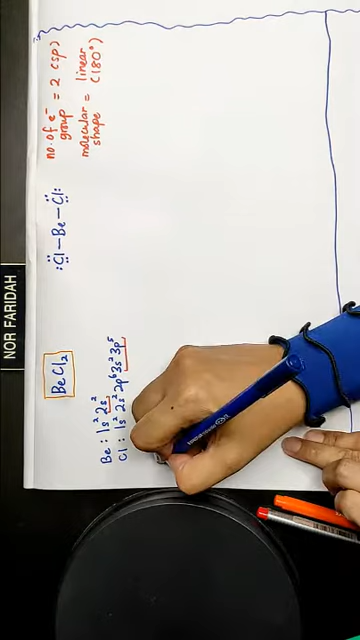 NOR FARIDAH
BeCl₂
:C̈l̤ – Be – C̈l̤:
no. of e⁻ group = 2 (sp)
molecular shape = linear (180°)
Be : 1s² 2s²
Cl : 1s² 2s² 2p⁶ 3s² 3p⁵